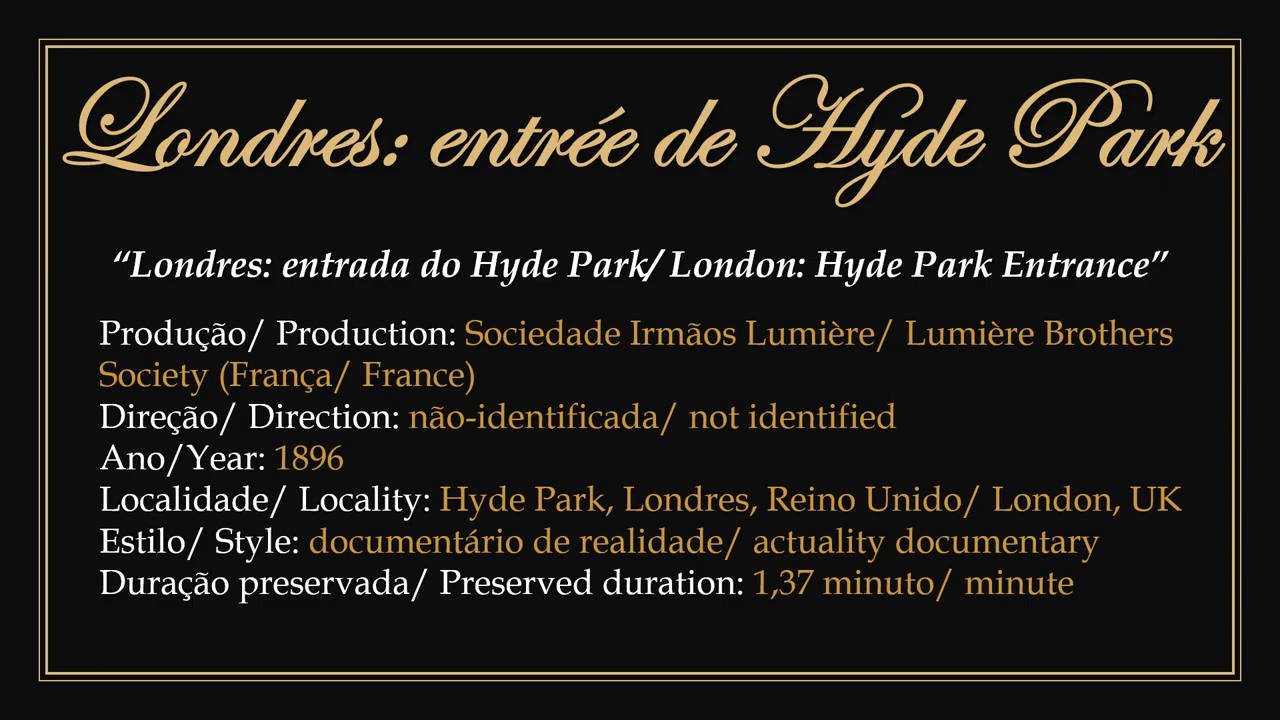 Londres: entrée de Hyde Park
“Londres: entrada do Hyde Park/ London: Hyde Park Entrance”
Produção/ Production: Sociedade Irmãos Lumière/ Lumière Brothers
Society (França/ France)
Direção/ Direction: não-identificada/ not identified
Ano/Year: 1896
Localidade/ Locality: Hyde Park, Londres, Reino Unido/ London, UK
Estilo/ Style: documentário de realidade/ actuality documentary
Duração preservada/ Preserved duration: 1,37 minuto/ minute